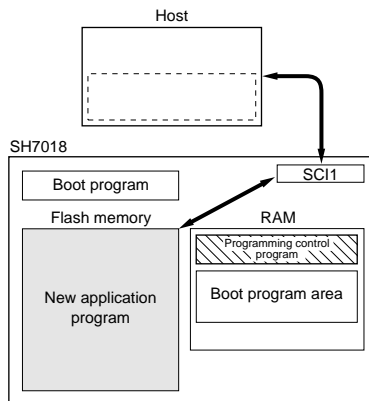 Host
SH7018
SCI1
Boot program
Flash memory
RAM
Programming control
program
Boot program area
New application
program